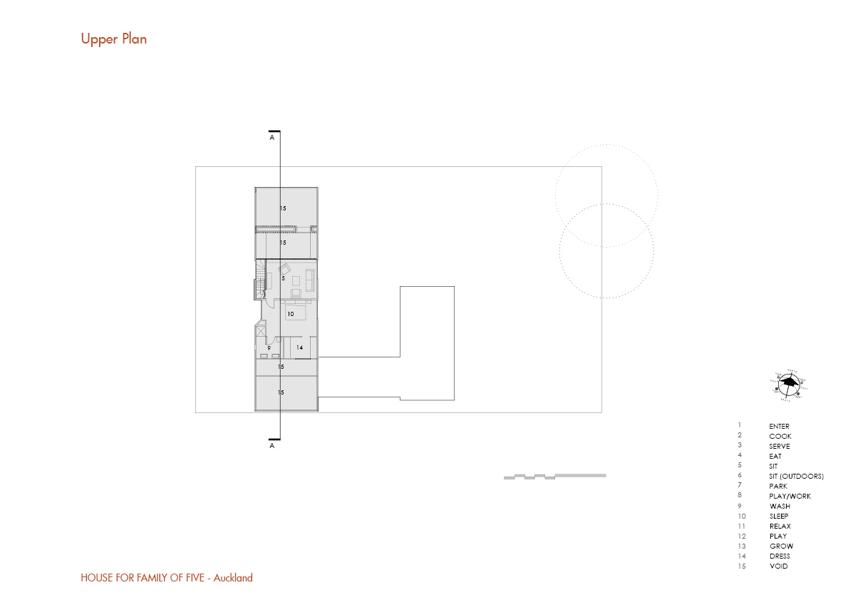 Upper Plan
A
15
15
5
10
9 14
15
15
A
1 ENTER
2 COOK
3 SERVE
4 EAT
5 SIT
6 SIT (OUTDOORS)
7 PARK
8 PLAY/WORK
9 WASH
10 SLEEP
11 RELAX
12 PLAY
13 GROW
14 DRESS
15 VOID
HOUSE FOR FAMILY OF FIVE - Auckland